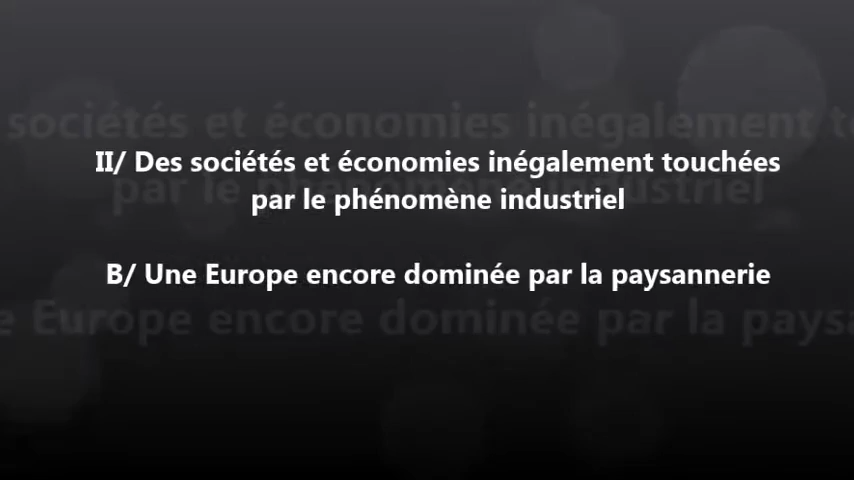 II/ Des sociétés et économies inégalement touchées
par le phénomène industriel
B/ Une Europe encore dominée par la paysannerie